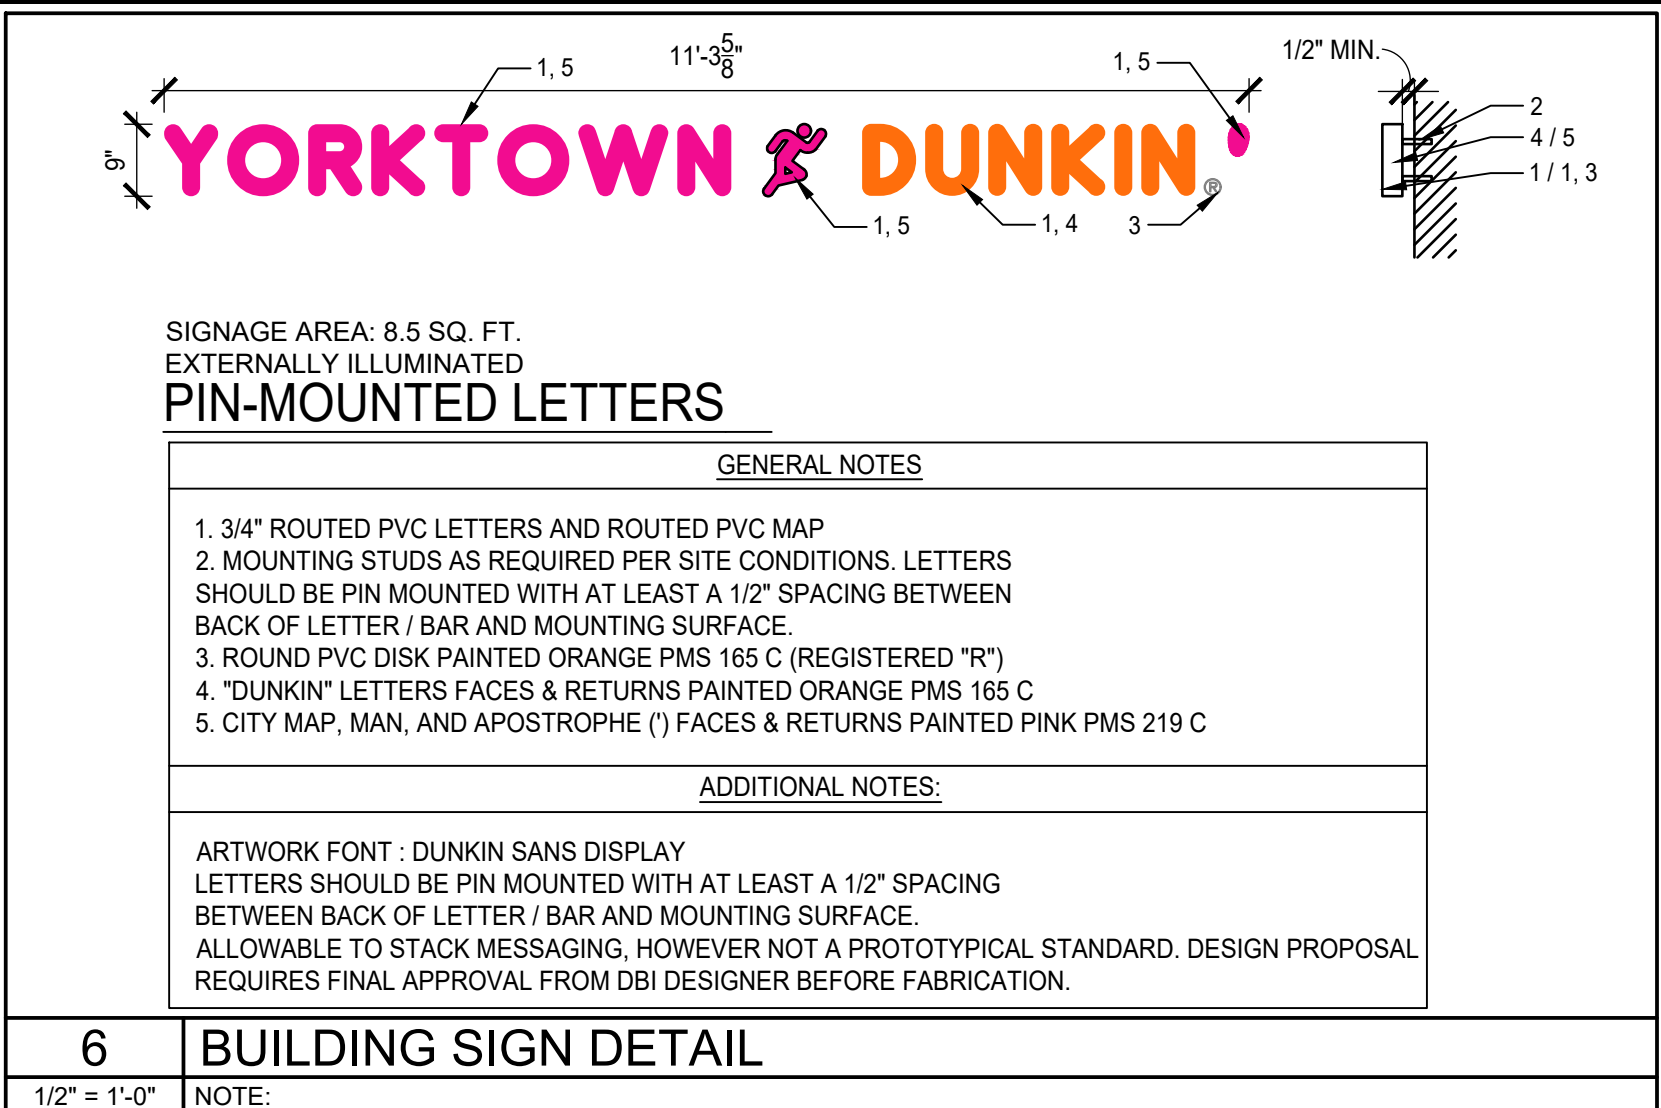 11'-3 5/8"
1/2" MIN.
1, 5
1, 5
2
4 / 5
1 / 1, 3
9"
YORKTOWN DUNKIN' ®
1, 5
1, 4
3
SIGNAGE AREA: 8.5 SQ. FT.
EXTERNALLY ILLUMINATED
PIN-MOUNTED LETTERS
GENERAL NOTES
1. 3/4" ROUTED PVC LETTERS AND ROUTED PVC MAP
2. MOUNTING STUDS AS REQUIRED PER SITE CONDITIONS. LETTERS
SHOULD BE PIN MOUNTED WITH AT LEAST A 1/2" SPACING BETWEEN
BACK OF LETTER / BAR AND MOUNTING SURFACE.
3. ROUND PVC DISK PAINTED ORANGE PMS 165 C (REGISTERED "R")
4. "DUNKIN" LETTERS FACES & RETURNS PAINTED ORANGE PMS 165 C
5. CITY MAP, MAN, AND APOSTROPHE (') FACES & RETURNS PAINTED PINK PMS 219 C
ADDITIONAL NOTES:
ARTWORK FONT : DUNKIN SANS DISPLAY
LETTERS SHOULD BE PIN MOUNTED WITH AT LEAST A 1/2" SPACING
BETWEEN BACK OF LETTER / BAR AND MOUNTING SURFACE.
ALLOWABLE TO STACK MESSAGING, HOWEVER NOT A PROTOTYPICAL STANDARD. DESIGN PROPOSAL
REQUIRES FINAL APPROVAL FROM DBI DESIGNER BEFORE FABRICATION.
6 BUILDING SIGN DETAIL
1/2" = 1'-0" NOTE: